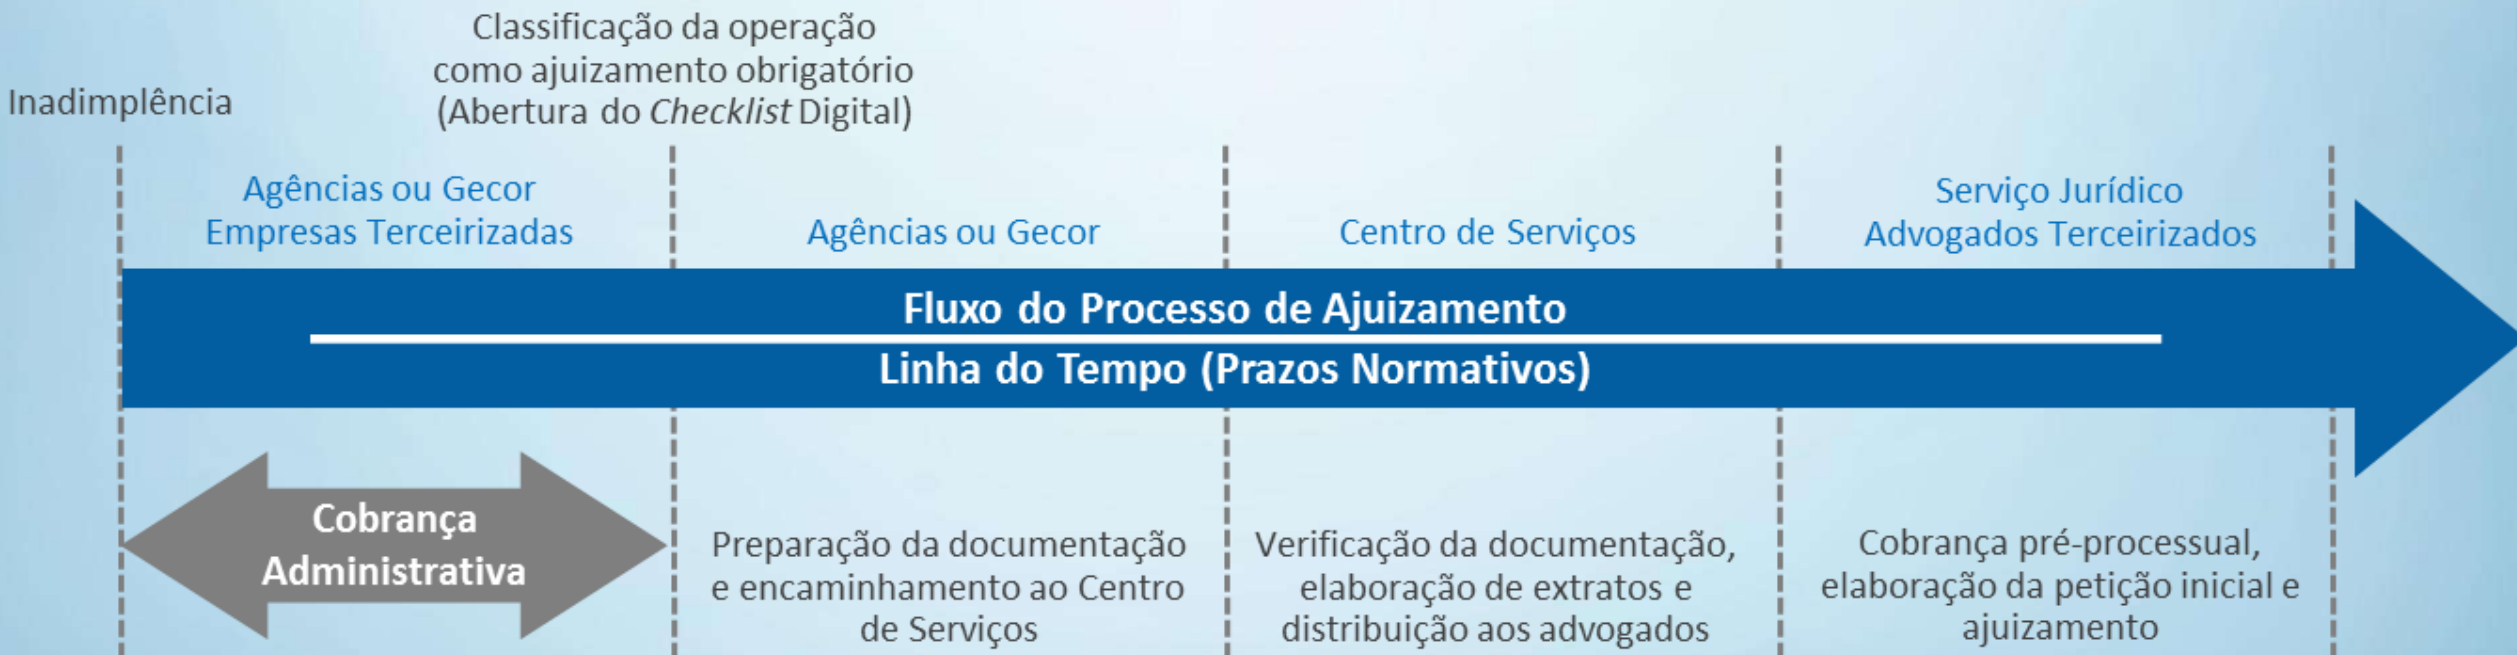 Inadimplência
Classificação da operação
como ajuizamento obrigatório
(Abertura do Checklist Digital)
Agências ou Gecor
Empresas Terceirizadas
Agências ou Gecor
Centro de Serviços
Serviço Jurídico
Advogados Terceirizados
Fluxo do Processo de Ajuizamento
Linha do Tempo (Prazos Normativos)
Cobrança
Administrativa
Preparação da documentação
e encaminhamento ao Centro
de Serviços
Verificação da documentação,
elaboração de extratos e
distribuição aos advogados
Cobrança pré-processual,
elaboração da petição inicial e
ajuizamento